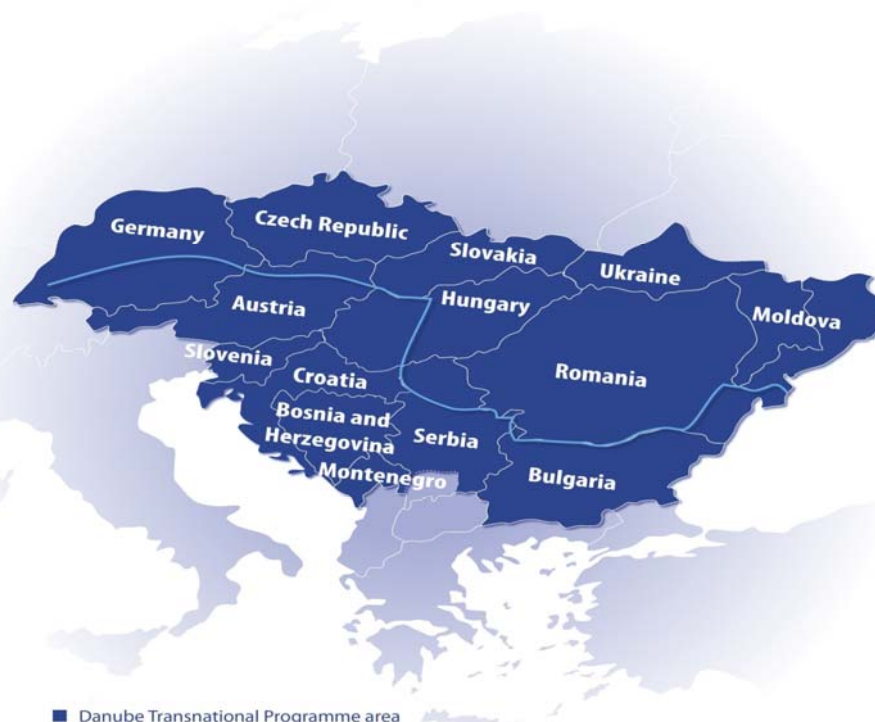 Germany
Czech Republic
Slovakia
Ukraine
Hungary
Moldova
Austria
Slovenia
Croatia
Romania
Bosnia and
Herzegovina
Serbia
Montenegro
Bulgaria
Danube Transnational Programme area